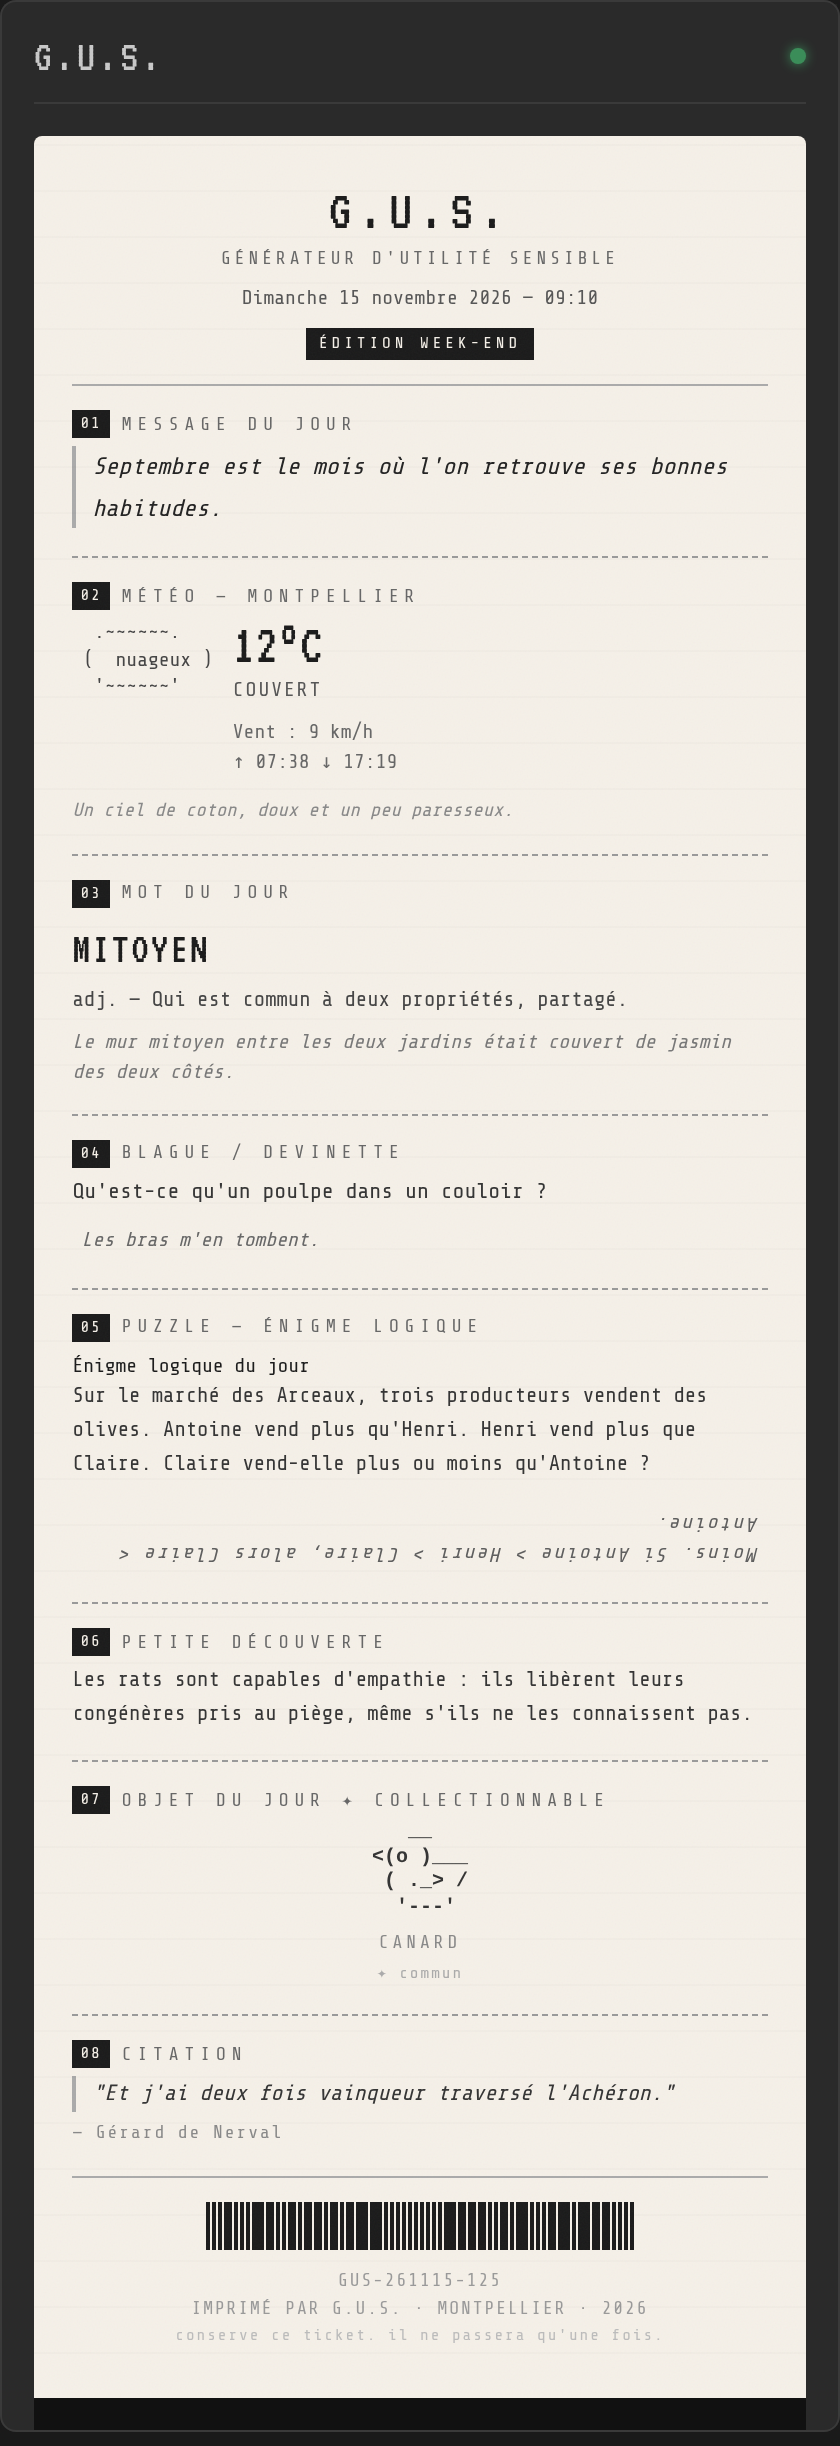 G.U.S.
G.U.S.
GÉNÉRATEUR D'UTILITÉ SENSIBLE
Dimanche 15 novembre 2026 — 09:10
ÉDITION WEEK-END
01 MESSAGE DU JOUR
Septembre est le mois où l'on retrouve ses bonnes
habitudes.
02 MÉTÉO — MONTPELLIER
.~~~~~~.
( nuageux )
'~~~~~~'
12°C
COUVERT
Vent : 9 km/h
↑ 07:38 ↓ 17:19
Un ciel de coton, doux et un peu paresseux.
03 MOT DU JOUR
MITOYEN
adj. — Qui est commun à deux propriétés, partagé.
Le mur mitoyen entre les deux jardins était couvert de jasmin
des deux côtés.
04 BLAGUE / DEVINETTE
Qu'est-ce qu'un poulpe dans un couloir ?
Les bras m'en tombent.
05 PUZZLE — ÉNIGME LOGIQUE
Énigme logique du jour
Sur le marché des Arceaux, trois producteurs vendent des
olives. Antoine vend plus qu'Henri. Henri vend plus que
Claire. Claire vend-elle plus ou moins qu'Antoine ?
Moins. Si Antoine > Henri > Claire, alors Claire <
Antoine.
06 PETITE DÉCOUVERTE
Les rats sont capables d'empathie : ils libèrent leurs
congénères pris au piège, même s'ils ne les connaissent pas.
07 OBJET DU JOUR ✦ COLLECTIONNABLE
__
<(o )___
( ._> /
'---'
CANARD
✦ commun
08 CITATION
"Et j'ai deux fois vainqueur traversé l'Achéron."
— Gérard de Nerval
GUS-261115-125
IMPRIMÉ PAR G.U.S. · MONTPELLIER · 2026
conserve ce ticket. il ne passera qu'une fois.